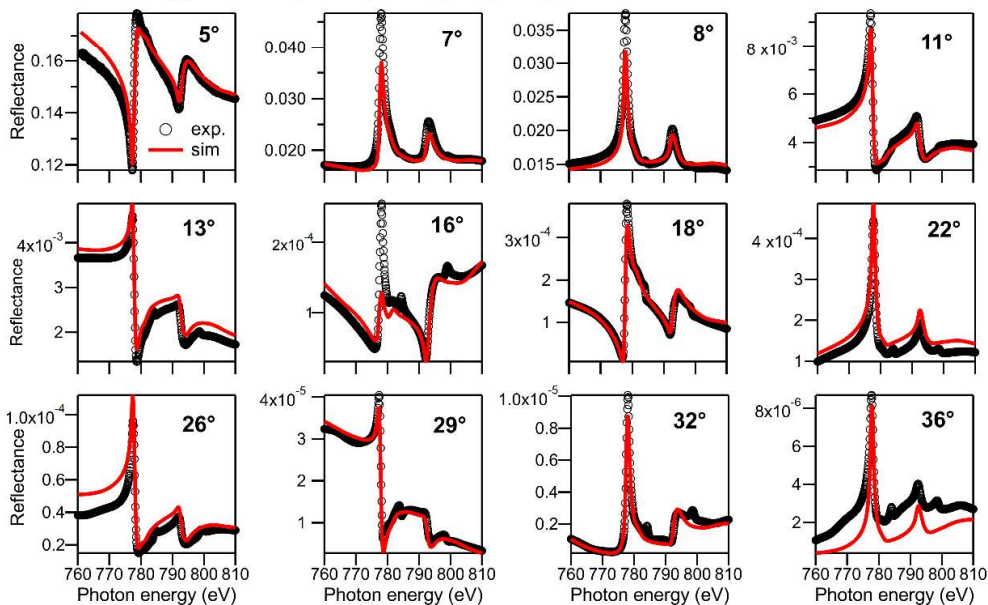 5°
7°
8°
11°
Reflectance
0.16
0.14
0.12
exp.
sim
0.040
0.030
0.020
0.035
0.030
0.025
0.020
0.015
8 x10⁻³
6
4
13°
16°
18°
22°
Reflectance
4x10⁻³
3
2
2x10⁻⁴
1
3x10⁻⁴
2
1
4 x10⁻⁴
3
2
1
26°
29°
32°
36°
Reflectance
1.0x10⁻⁴
0.8
0.6
0.4
0.2
4x10⁻⁵
3
2
1
1.0x10⁻⁵
0.8
0.6
0.4
0.2
8x10⁻⁶
6
4
2
760 770 780 790 800 810
760 770 780 790 800 810
760 770 780 790 800 810
760 770 780 790 800 810
Photon energy (eV)
Photon energy (eV)
Photon energy (eV)
Photon energy (eV)